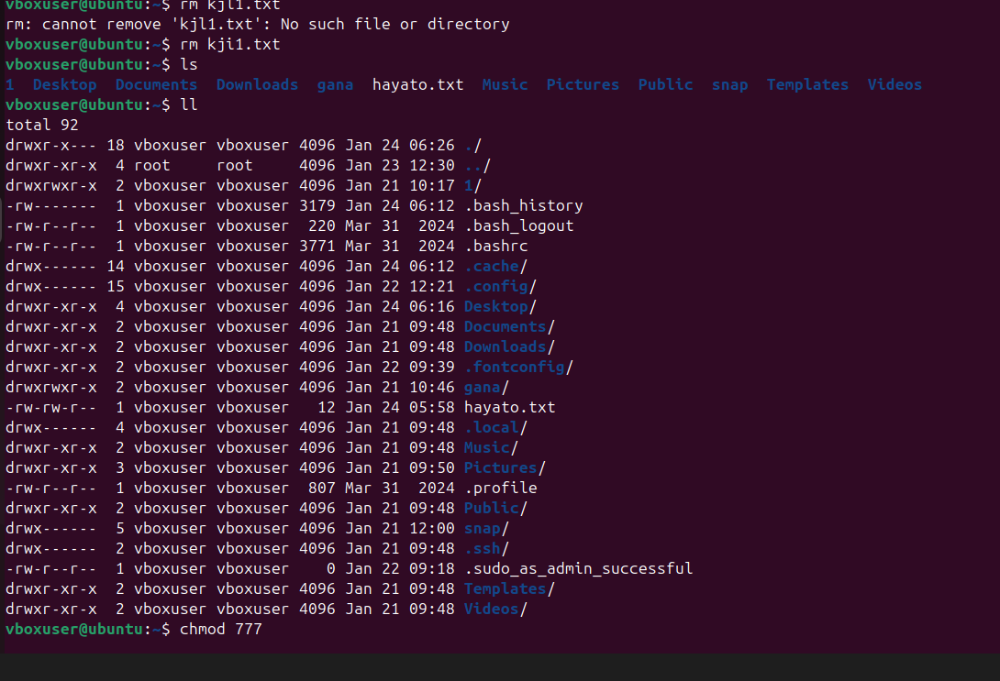 vboxuser@ubuntu:~$ rm kjl1.txt
rm: cannot remove 'kjl1.txt': No such file or directory
vboxuser@ubuntu:~$ rm kji1.txt
vboxuser@ubuntu:~$ ls
1  Desktop  Documents  Downloads  gana  hayato.txt  Music  Pictures  Public  snap  Templates  Videos
vboxuser@ubuntu:~$ ll
total 92
drwxr-x--- 18 vboxuser vboxuser 4096 Jan 24 06:26 ./
drwxr-xr-x  4 root     root     4096 Jan 23 12:30 ../
drwxrwxr-x  2 vboxuser vboxuser 4096 Jan 21 10:17 1/
-rw-------  1 vboxuser vboxuser 3179 Jan 24 06:12 .bash_history
-rw-r--r--  1 vboxuser vboxuser  220 Mar 31  2024 .bash_logout
-rw-r--r--  1 vboxuser vboxuser 3771 Mar 31  2024 .bashrc
drwx------ 14 vboxuser vboxuser 4096 Jan 24 06:12 .cache/
drwx------ 15 vboxuser vboxuser 4096 Jan 22 12:21 .config/
drwxr-xr-x  4 vboxuser vboxuser 4096 Jan 24 06:16 Desktop/
drwxr-xr-x  2 vboxuser vboxuser 4096 Jan 21 09:48 Documents/
drwxr-xr-x  2 vboxuser vboxuser 4096 Jan 21 09:48 Downloads/
drwxr-xr-x  2 vboxuser vboxuser 4096 Jan 22 09:39 .fontconfig/
drwxrwxr-x  2 vboxuser vboxuser 4096 Jan 21 10:46 gana/
-rw-rw-r--  1 vboxuser vboxuser   12 Jan 24 05:58 hayato.txt
drwx------  4 vboxuser vboxuser 4096 Jan 21 09:48 .local/
drwxr-xr-x  2 vboxuser vboxuser 4096 Jan 21 09:48 Music/
drwxr-xr-x  3 vboxuser vboxuser 4096 Jan 21 09:50 Pictures/
-rw-r--r--  1 vboxuser vboxuser  807 Mar 31  2024 .profile
drwxr-xr-x  2 vboxuser vboxuser 4096 Jan 21 09:48 Public/
drwx------  5 vboxuser vboxuser 4096 Jan 21 12:00 snap/
drwx------  2 vboxuser vboxuser 4096 Jan 21 09:48 .ssh/
-rw-r--r--  1 vboxuser vboxuser    0 Jan 22 09:18 .sudo_as_admin_successful
drwxr-xr-x  2 vboxuser vboxuser 4096 Jan 21 09:48 Templates/
drwxr-xr-x  2 vboxuser vboxuser 4096 Jan 21 09:48 Videos/
vboxuser@ubuntu:~$ chmod 777